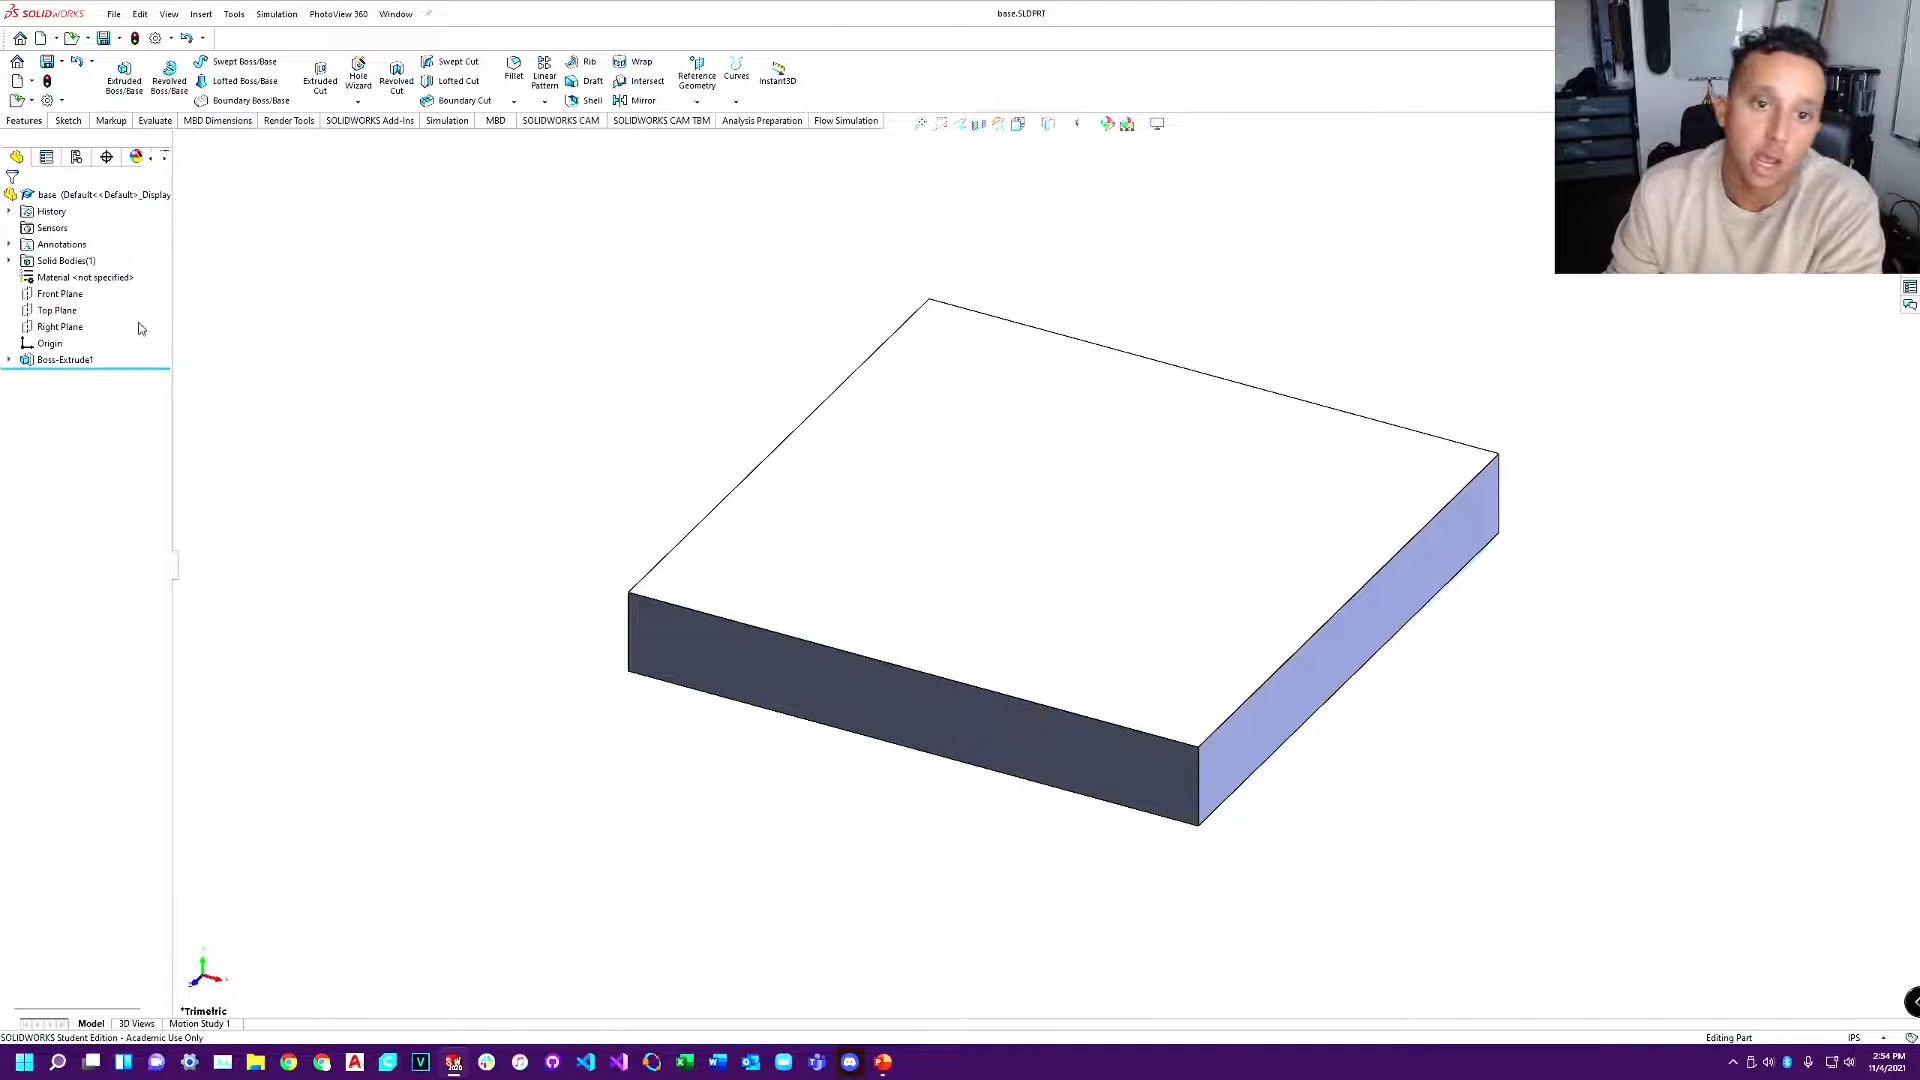 SOLIDWORKS File Edit View Insert Tools Simulation PhotoView 360 Window
base.SLDPRT
Extruded Boss/Base
Revolved Boss/Base
Swept Boss/Base
Lofted Boss/Base
Boundary Boss/Base
Extruded Cut
Hole Wizard
Revolved Cut
Swept Cut
Lofted Cut
Boundary Cut
Fillet
Linear Pattern
Rib
Draft
Shell
Wrap
Intersect
Mirror
Reference Geometry
Curves
Instant3D
Features Sketch Markup Evaluate MBD Dimensions Render Tools SOLIDWORKS Add-Ins Simulation MBD SOLIDWORKS CAM SOLIDWORKS CAM TBM Analysis Preparation Flow Simulation
base (Default<<Default>_Display
History
Sensors
Annotations
Solid Bodies(1)
Material <not specified>
Front Plane
Top Plane
Right Plane
Origin
Boss-Extrude1
*Trimetric
Model 3D Views Motion Study 1
SOLIDWORKS Student Edition - Academic Use Only
Editing Part
IPS
2:54 PM
11/4/2021